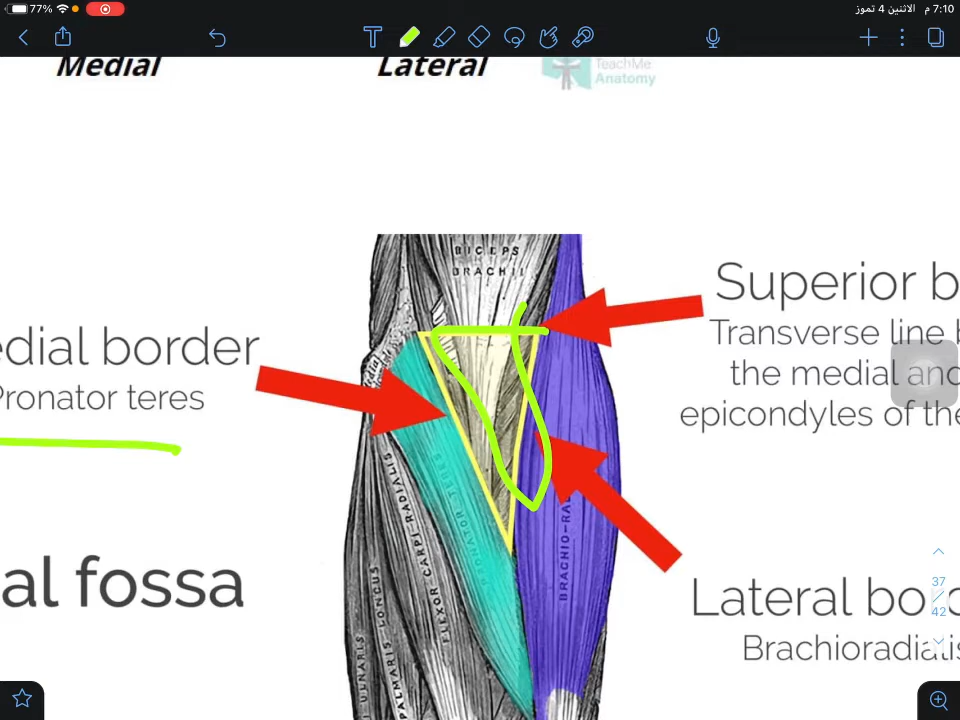 77%
7:10 م الاثنين 4 تموز
Medial
Lateral
TeachMe
Anatomy
BICEPS
BRACHII
Superior b
Transverse line b
the medial and
epicondyles of the
edial border
Pronator teres
PRONATOR TERES
FLEXOR CARPI RADIALIS
PALMARIS LONGUS
ULNARIS
BRACHIO-RA
al fossa
Lateral bo
Brachioradialis
37
42